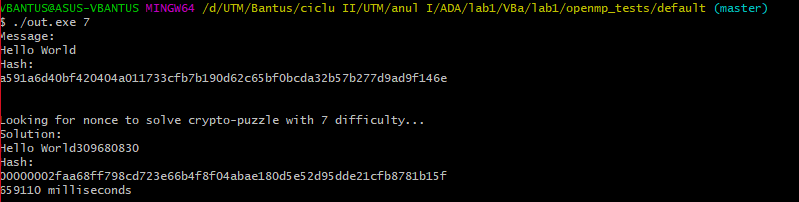 VBANTUS@ASUS-VBANTUS MINGW64 /d/UTM/Bantus/ciclu II/UTM/anul I/ADA/lab1/VBa/lab1/openmp_tests/default (master)
$ ./out.exe 7
Message:
Hello World
Hash:
a591a6d40bf420404a011733cfb7b190d62c65bf0bcda32b57b277d9ad9f146e
Looking for nonce to solve crypto-puzzle with 7 difficulty...
Solution:
Hello World309680830
Hash:
00000002faa68ff798cd723e66b4f8f04abae180d5e52d95dde21cfb8781b15f
659110 milliseconds